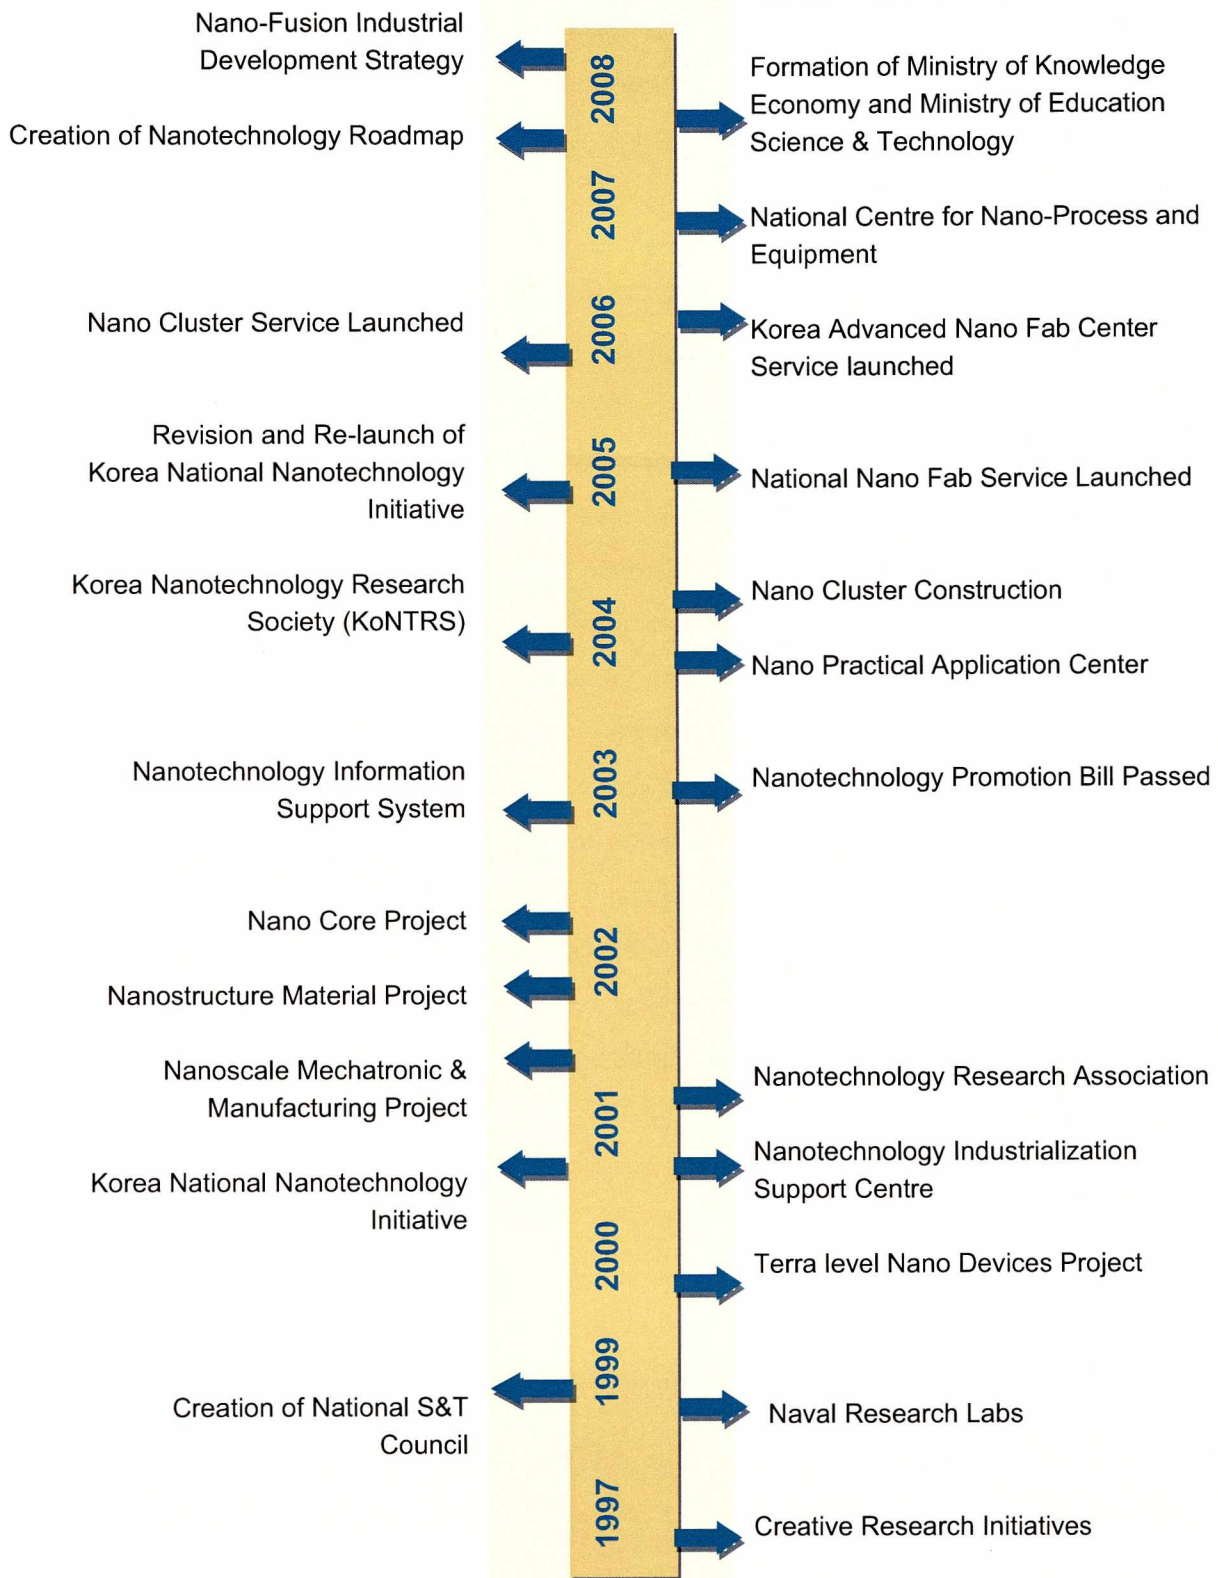 Nano-Fusion Industrial
Development Strategy
2008
Formation of Ministry of Knowledge
Economy and Ministry of Education
Science & Technology
Creation of Nanotechnology Roadmap
2007
National Centre for Nano-Process and
Equipment
Nano Cluster Service Launched
2006
Korea Advanced Nano Fab Center
Service launched
Revision and Re-launch of
Korea National Nanotechnology
Initiative
2005
National Nano Fab Service Launched
Korea Nanotechnology Research
Society (KoNTRS)
2004
Nano Cluster Construction
Nano Practical Application Center
Nanotechnology Information
Support System
2003
Nanotechnology Promotion Bill Passed
Nano Core Project
2002
Nanostructure Material Project
Nanoscale Mechatronic &
Manufacturing Project
Nanotechnology Research Association
2001
Korea National Nanotechnology
Initiative
Nanotechnology Industrialization
Support Centre
2000
Terra level Nano Devices Project
1999
Creation of National S&T
Council
Naval Research Labs
1997
Creative Research Initiatives